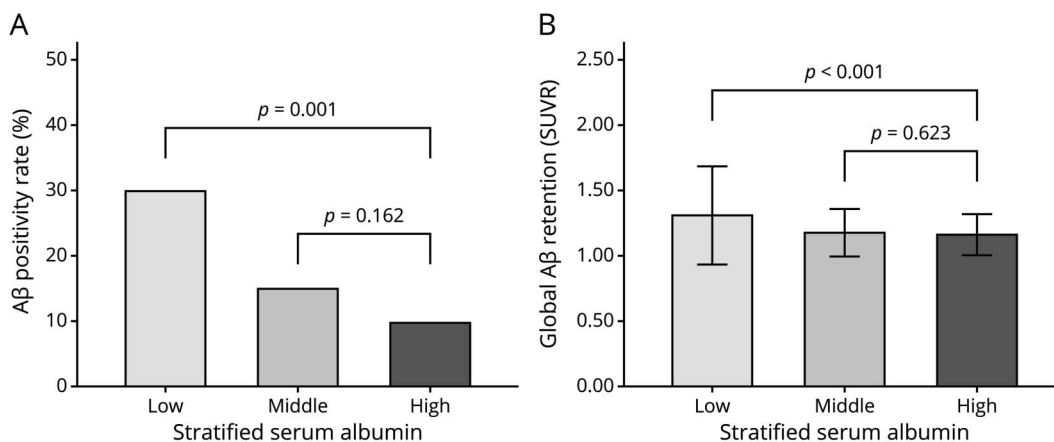 A
Aβ positivity rate (%)
50
40
30
20
10
0
p = 0.001
p = 0.162
Low Middle High
Stratified serum albumin
B
Global Aβ retention (SUVR)
2.50
2.00
1.50
1.00
0.50
0.00
p < 0.001
p = 0.623
Low Middle High
Stratified serum albumin